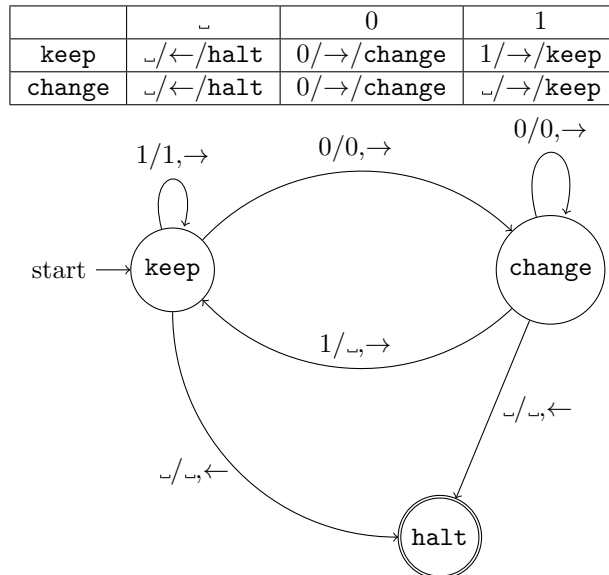 ␣ 0 1
keep ␣/←/halt 0/→/change 1/→/keep
change ␣/←/halt 0/→/change ␣/→/keep
0/0,→
1/1,→ 0/0,→
start keep change
1/␣,→
␣/␣,←
␣/␣,←
halt